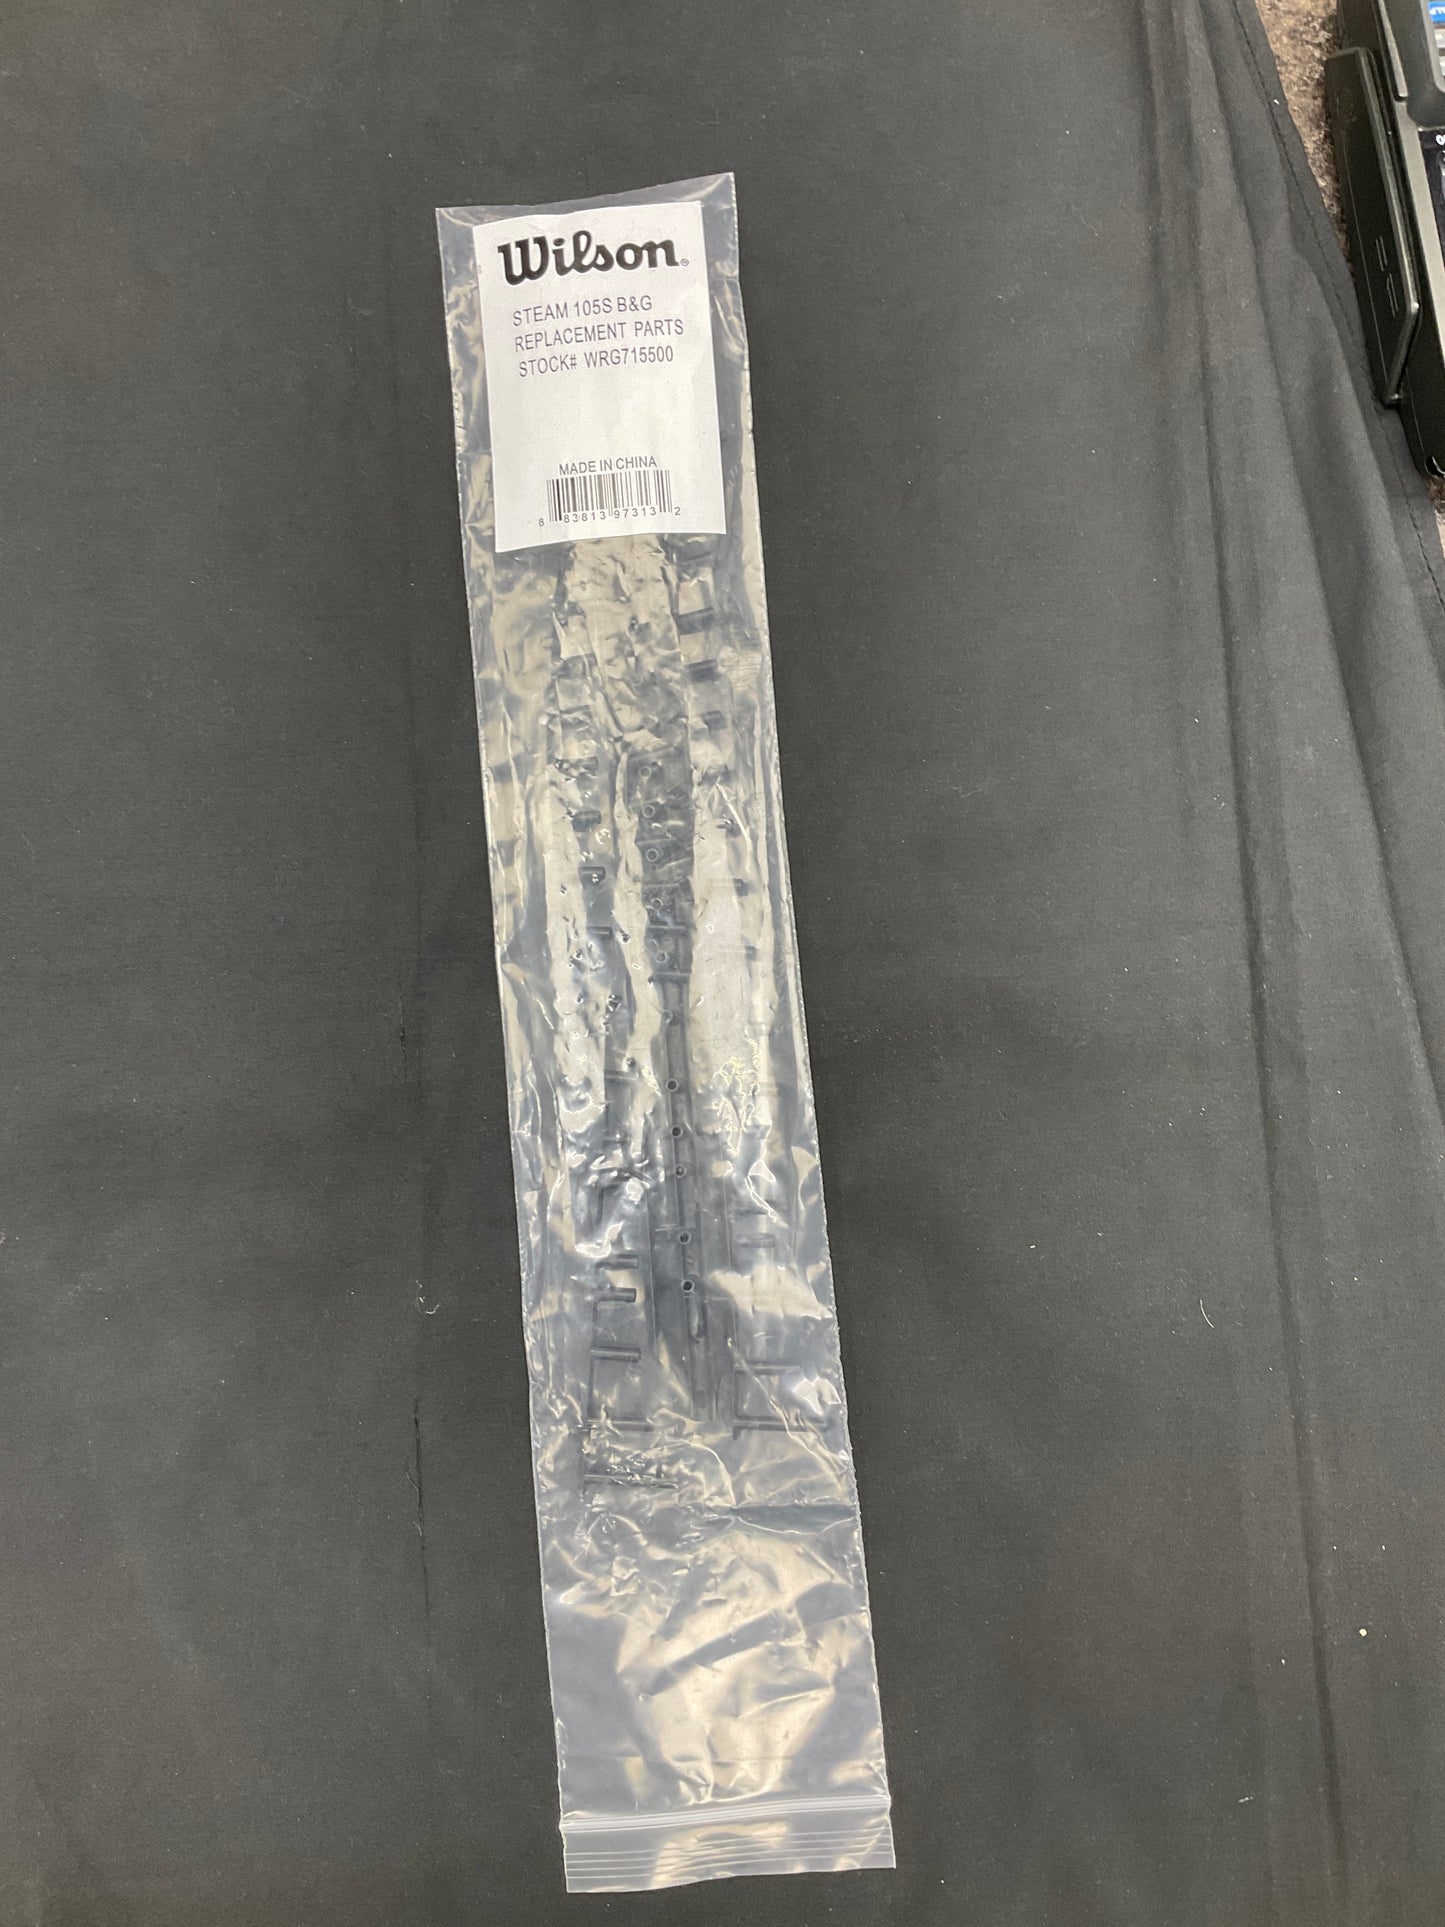 Wilson®
STEAM 105S B&G
REPLACEMENT PARTS
STOCK# WRG715500
MADE IN CHINA
8 83813 97313 2